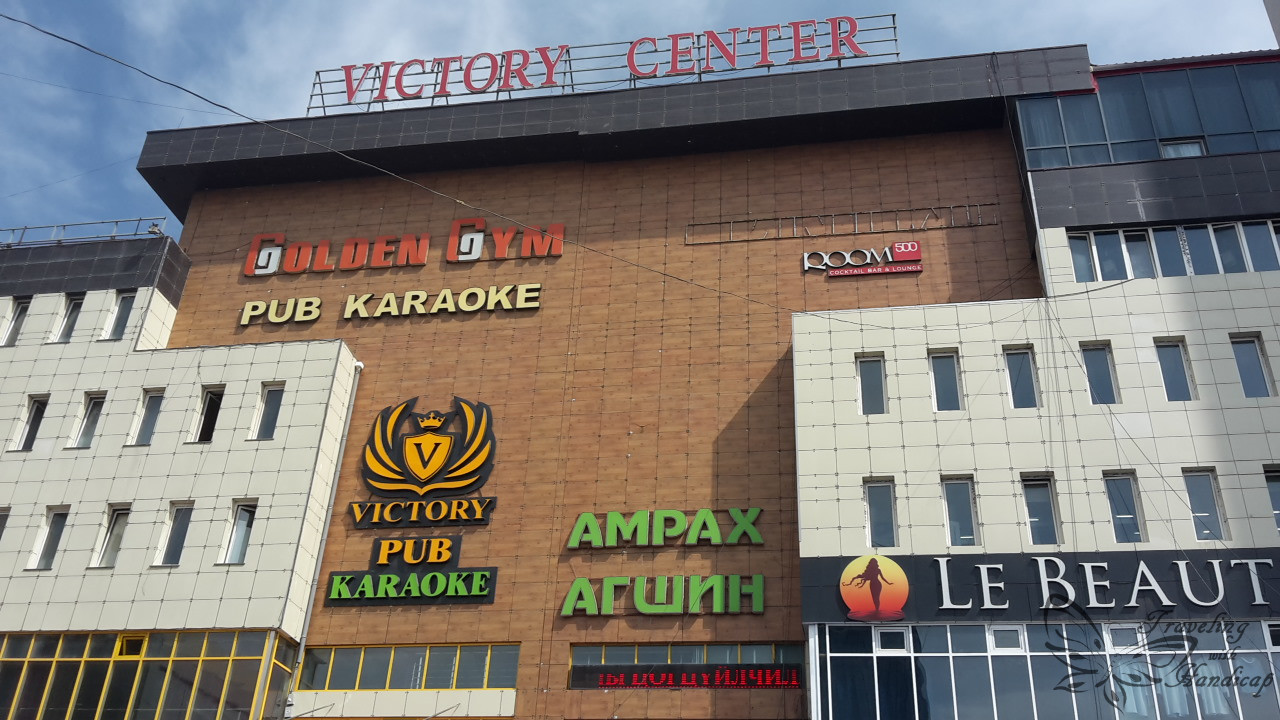 VICTORY CENTER
GOLDEN GYM
PUB KARAOKE
ROOM 500
COCKTAIL BAR & LOUNGE
V
VICTORY
PUB
KARAOKE
АМРАХ
АГШИН
LE BEAUT
ЦОГЦҮЙЛЧИЛ
Traveling
with
Handicap